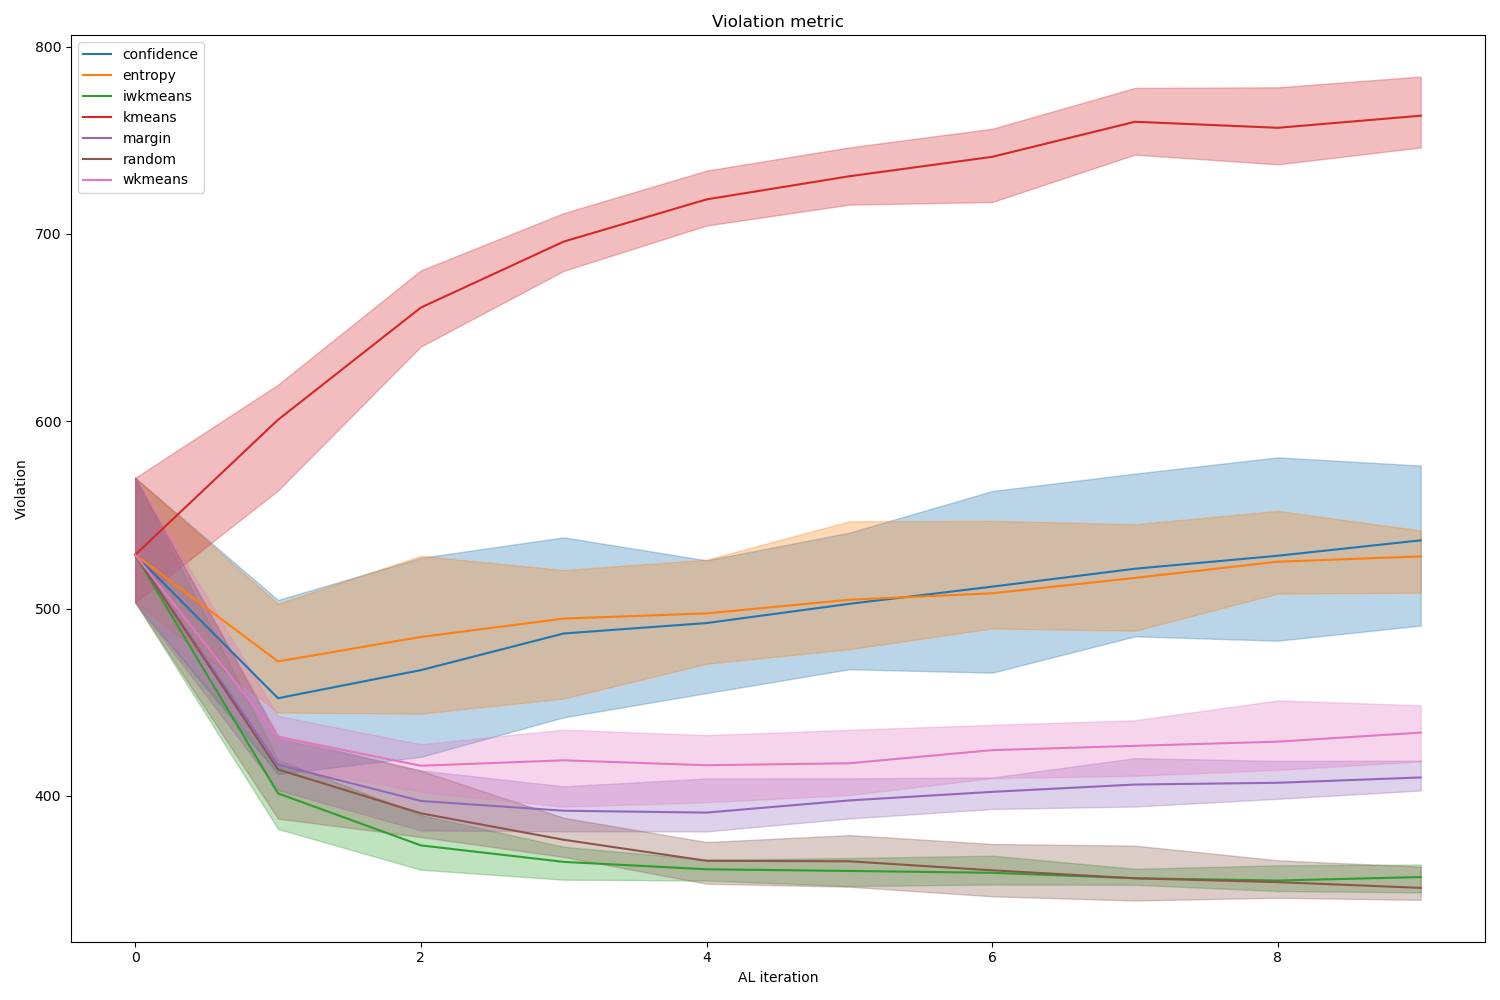 Violation metric
confidence
entropy
iwkmeans
kmeans
margin
random
wkmeans
800
700
600
500
400
Violation
0 2 4 6 8
AL iteration